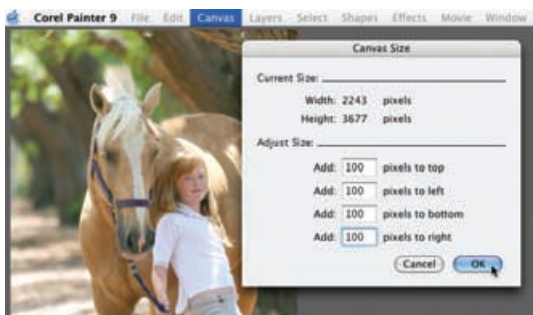 Corel Painter 9 File Edit Canvas Layers Select Shapes Effects Movie Window
Canvas Size
Current Size:
Width: 2243 pixels
Height: 3677 pixels
Adjust Size:
Add: 100 pixels to top
Add: 100 pixels to left
Add: 100 pixels to bottom
Add: 100 pixels to right
Cancel OK